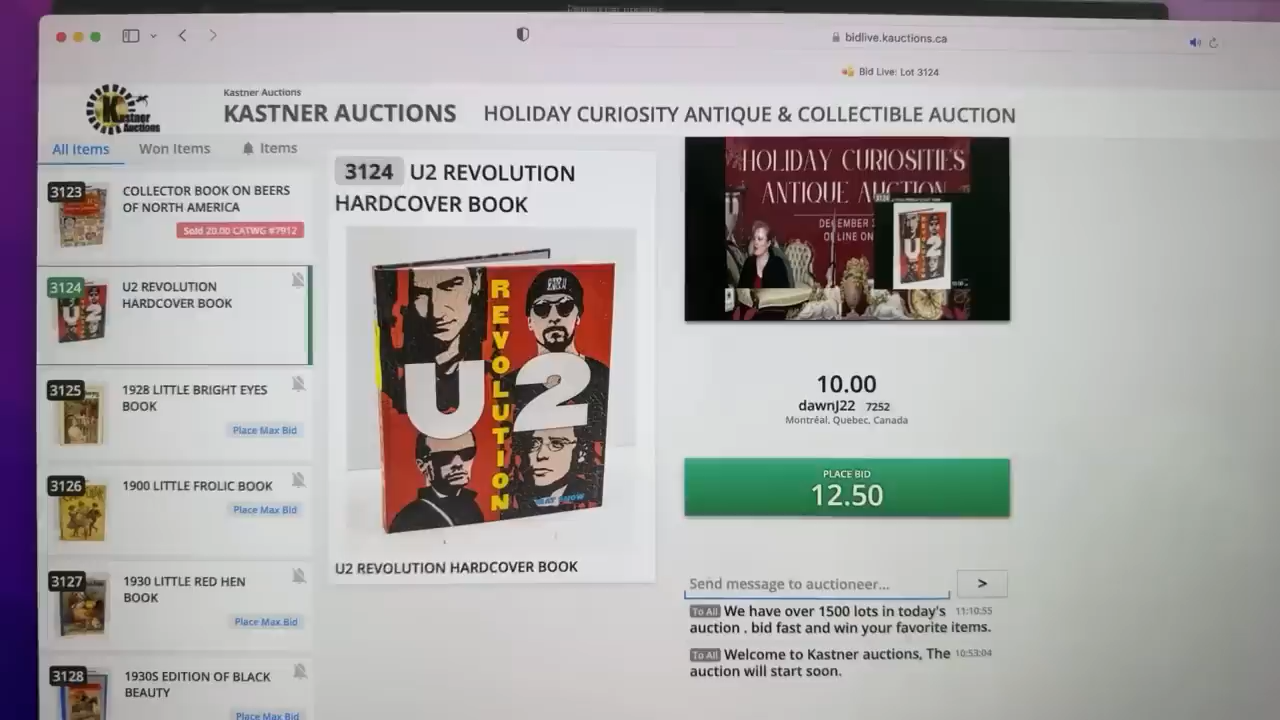 bidlive.kauctions.ca
Bid Live: Lot 3124
Kastner
Auctions
Kastner Auctions
KASTNER AUCTIONS
HOLIDAY CURIOSITY ANTIQUE & COLLECTIBLE AUCTION
All Items
Won Items
Items
3123
COLLECTOR BOOK ON BEERS
OF NORTH AMERICA
Sold 20.00 CATWG #7912
3124
U2 REVOLUTION
HARDCOVER BOOK
3125
1928 LITTLE BRIGHT EYES
BOOK
Place Max Bid
3126
1900 LITTLE FROLIC BOOK
Place Max Bid
3127
1930 LITTLE RED HEN
BOOK
Place Max Bid
3128
1930S EDITION OF BLACK
BEAUTY
Place Max Bid
3124 U2 REVOLUTION
HARDCOVER BOOK
REVOLUTION
U2
U2 REVOLUTION HARDCOVER BOOK
HOLIDAY CURIOSITIES
ANTIQUE AUCTION
DECEMBER
ONLINE ON
REVOLUTION
U2
10.00
dawnJ22 7252
Montréal, Quebec, Canada
PLACE BID
12.50
Send message to auctioneer...
>
To All We have over 1500 lots in today's 11:10:55
auction . bid fast and win your favorite items.
To All Welcome to Kastner auctions, The 10:53:04
auction will start soon.